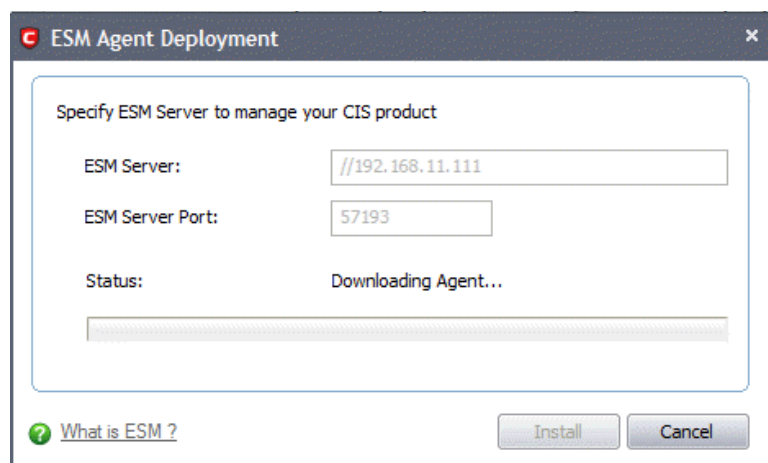 ESM Agent Deployment
Specify ESM Server to manage your CIS product
ESM Server: //192.168.11.111
ESM Server Port: 57193
Status: Downloading Agent...
What is ESM ? Install Cancel